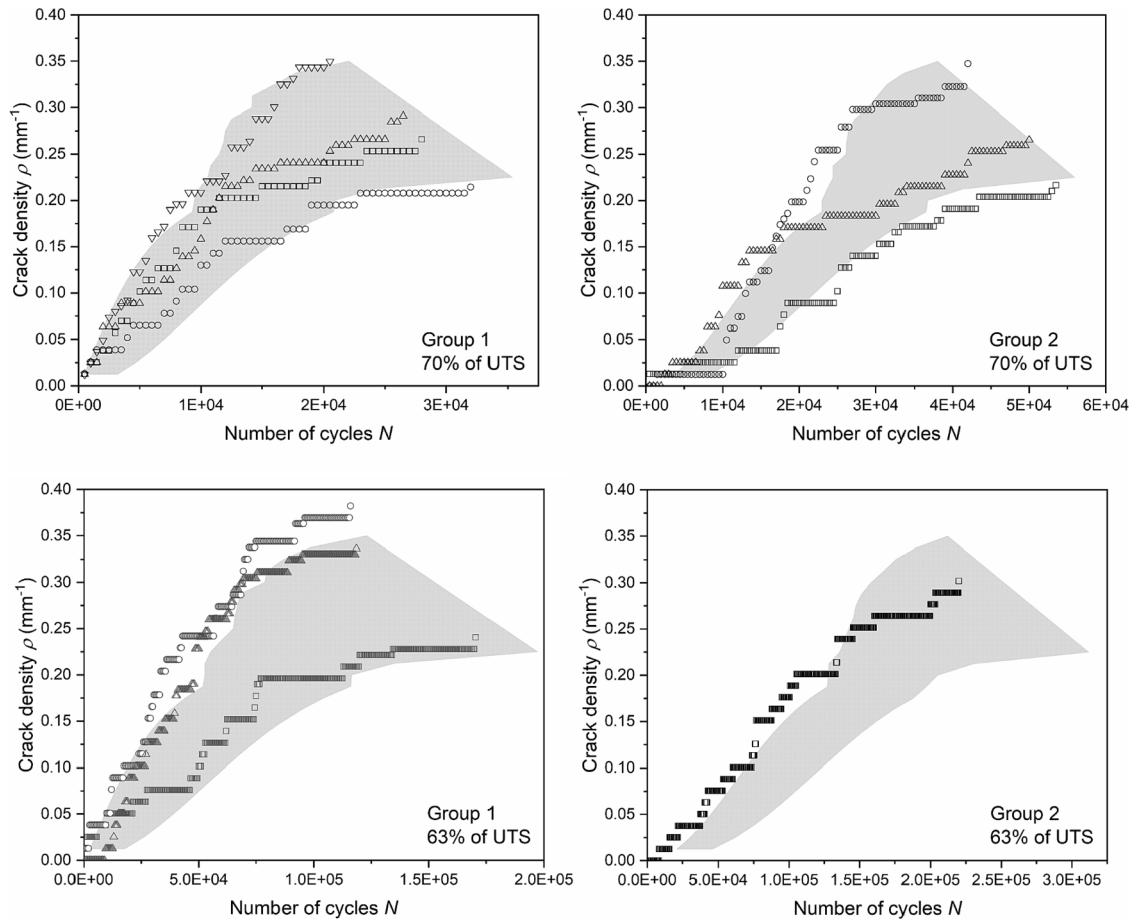 0.40
0.35
0.30
0.25
0.20
0.15
0.10
0.05
0.00
Crack density ρ (mm⁻¹)
Group 1
70% of UTS
0E+00 1E+04 2E+04 3E+04
Number of cycles N
0.40
0.35
0.30
0.25
0.20
0.15
0.10
0.05
0.00
Crack density ρ (mm⁻¹)
Group 2
70% of UTS
0E+00 1E+04 2E+04 3E+04 4E+04 5E+04 6E+04
Number of cycles N
0.40
0.35
0.30
0.25
0.20
0.15
0.10
0.05
0.00
Crack density ρ (mm⁻¹)
Group 1
63% of UTS
0.0E+00 5.0E+04 1.0E+05 1.5E+05 2.0E+05
Number of cycles N
0.40
0.35
0.30
0.25
0.20
0.15
0.10
0.05
0.00
Crack density ρ (mm⁻¹)
Group 2
63% of UTS
0.0E+00 5.0E+04 1.0E+05 1.5E+05 2.0E+05 2.5E+05 3.0E+05
Number of cycles N